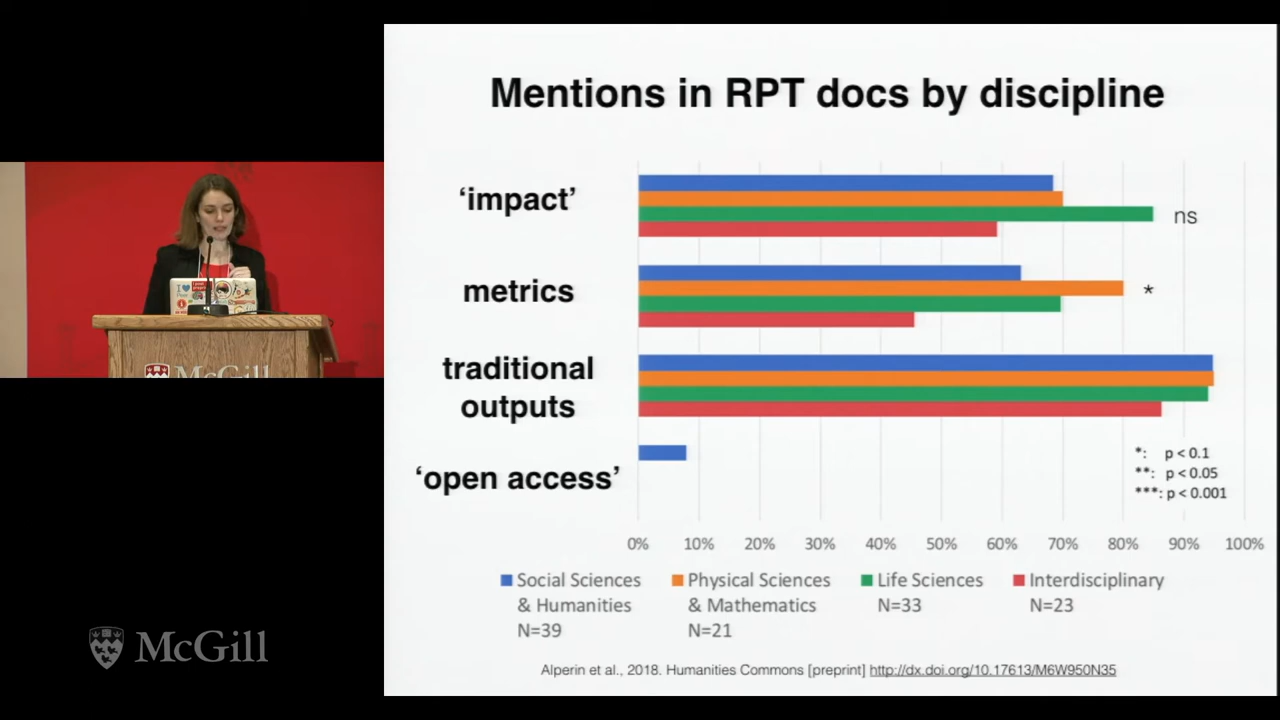 Mentions in RPT docs by discipline
‘impact’
ns
metrics
*
traditional
outputs
‘open access’
*: p < 0.1
**: p < 0.05
***: p < 0.001
0% 10% 20% 30% 40% 50% 60% 70% 80% 90% 100%
Social Sciences
& Humanities
N=39
Physical Sciences
& Mathematics
N=21
Life Sciences
N=33
Interdisciplinary
N=23
Alperin et al., 2018. Humanities Commons [preprint] http://dx.doi.org/10.17613/M6W950N35
McGill
McGill